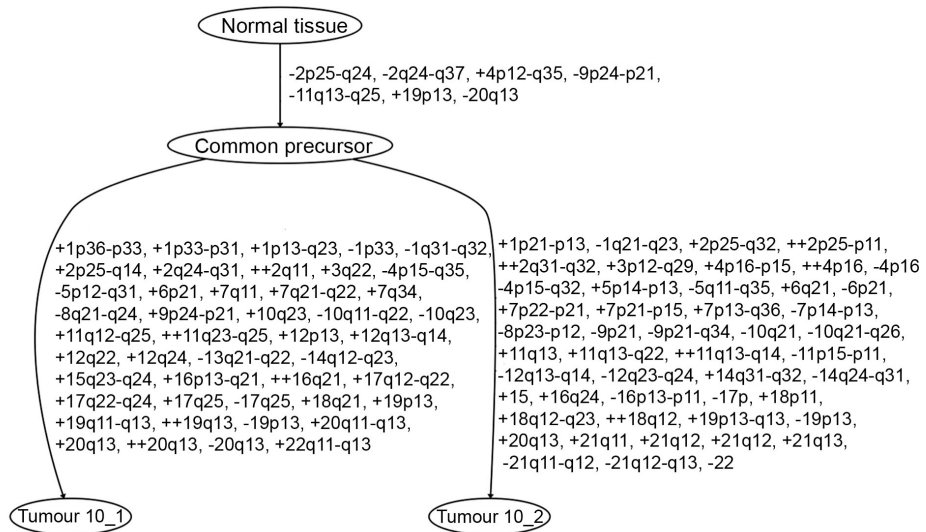 Normal tissue
-2p25-q24, -2q24-q37, +4p12-q35, -9p24-p21,
-11q13-q25, +19p13, -20q13
Common precursor
+1p36-p33, +1p33-p31, +1p13-q23, -1p33, -1q31-q32,
+2p25-q14, +2q24-q31, ++2q11, +3q22, -4p15-q35,
-5p12-q31, +6p21, +7q11, +7q21-q22, +7q34,
-8q21-q24, +9p24-p21, +10q23, -10q11-q22, -10q23,
+11q12-q25, ++11q23-q25, +12p13, +12q13-q14,
+12q22, +12q24, -13q21-q22, -14q12-q23,
+15q23-q24, +16p13-q21, ++16q21, +17q12-q22,
+17q22-q24, +17q25, -17q25, +18q21, +19p13,
+19q11-q13, ++19q13, -19p13, +20q11-q13,
+20q13, ++20q13, -20q13, +22q11-q13
+1p21-p13, -1q21-q23, +2p25-q32, ++2p25-p11,
++2q31-q32, +3p12-q29, +4p16-p15, ++4p16, -4p16
-4p15-q32, +5p14-p13, -5q11-q35, +6q21, -6p21,
+7p22-p21, +7p21-p15, +7p13-q36, -7p14-p13,
-8p23-p12, -9p21, -9p21-q34, -10q21, -10q21-q26,
+11q13, +11q13-q22, ++11q13-q14, -11p15-p11,
-12q13-q14, -12q23-q24, +14q31-q32, -14q24-q31,
+15, +16q24, -16p13-p11, -17p, +18p11,
+18q12-q23, ++18q12, +19p13-q13, -19p13,
+20q13, +21q11, +21q12, +21q12, +21q13,
-21q11-q12, -21q12-q13, -22
Tumour 10_1
Tumour 10_2